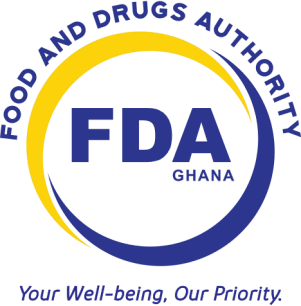 FOOD AND DRUGS AUTHORITY
FDA
GHANA
Your Well-being, Our Priority.